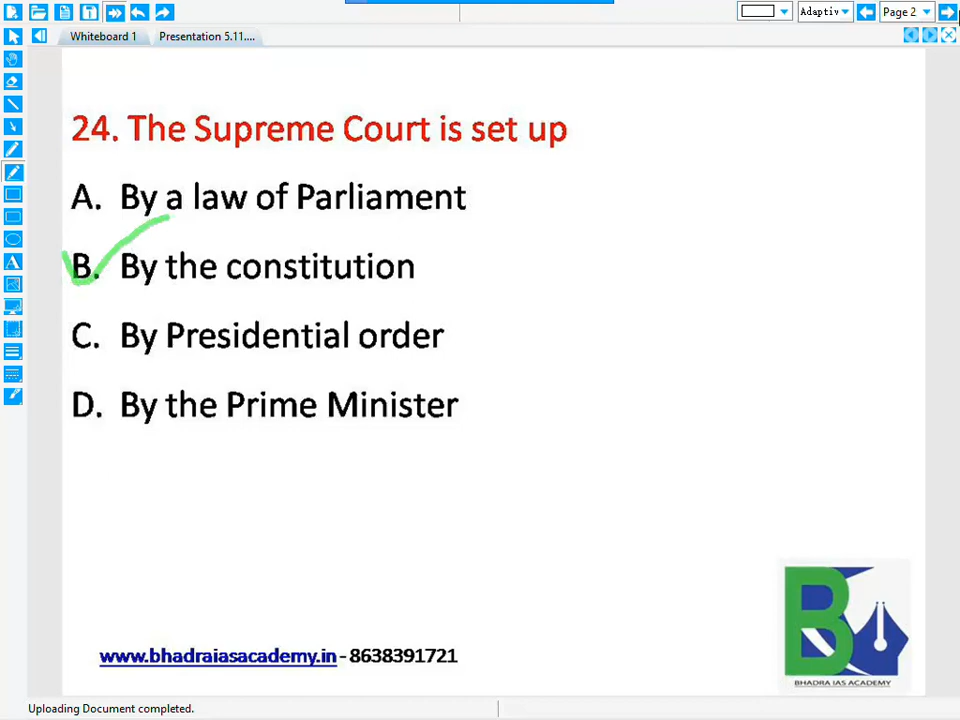 Adaptiv
Page 2
Whiteboard 1
Presentation 5.11....
24. The Supreme Court is set up
A. By a law of Parliament
B. By the constitution
C. By Presidential order
D. By the Prime Minister
www.bhadraiasacademy.in - 8638391721
B
BHADRA IAS ACADEMY
Uploading Document completed.